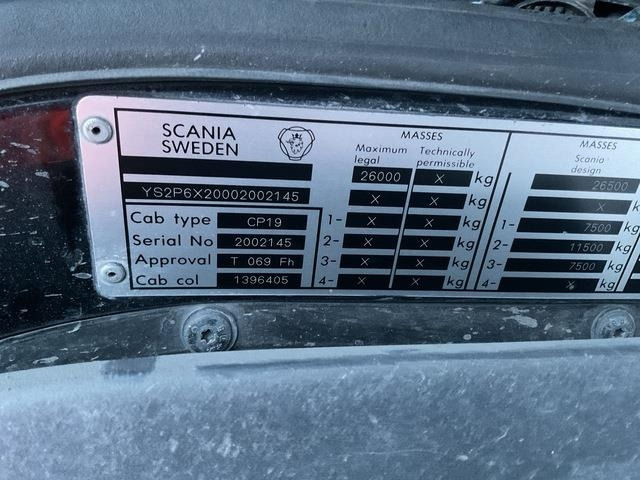 SCANIA
SWEDEN
YS2P6X20002002145
Cab type CP19
Serial No 2002145
Approval T 069 Fh
Cab col 1396405
MASSES
Maximum legal
Technically permissible
26000 X kg
X X kg
1- X X kg
2- X X kg
3- X X kg
4- X X kg
MASSES
Scania design
26500
X
1- 7500
2- 11500
3- 7500
4- X kg